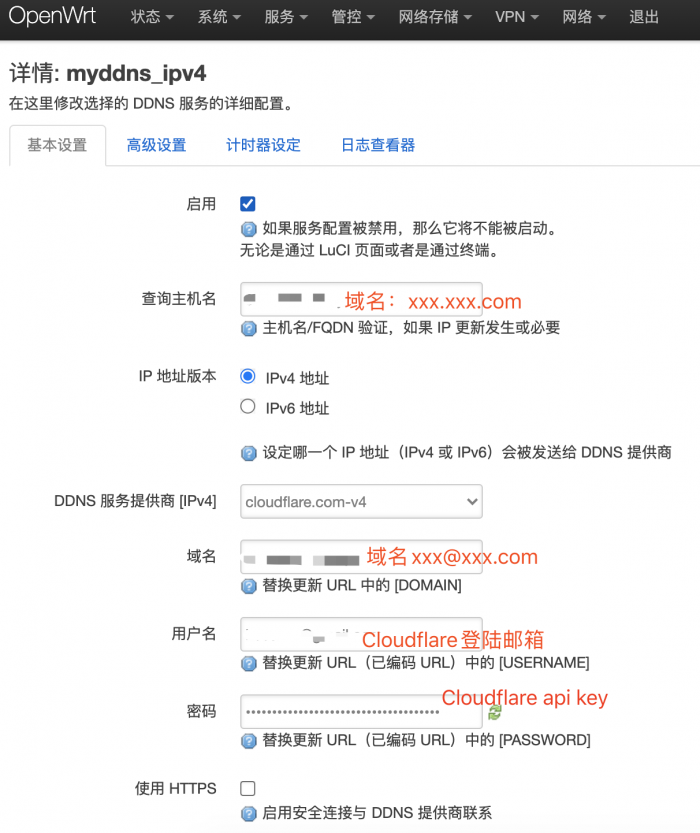 OpenWrt 状态 系统 服务 管控 网络存储 VPN 网络 退出
详情: myddns_ipv4
在这里修改选择的 DDNS 服务的详细配置。
基本设置 高级设置 计时器设定 日志查看器
启用
如果服务配置被禁用，那么它将不能被启动。
无论是通过 LuCI 页面或者是通过终端。
查询主机名 域名：xxx.xxx.com
主机名/FQDN 验证，如果 IP 更新发生或必要
IP 地址版本 IPv4 地址
IPv6 地址
设定哪一个 IP 地址（IPv4 或 IPv6）会被发送给 DDNS 提供商
DDNS 服务提供商 [IPv4] cloudflare.com-v4
域名 域名 xxx@xxx.com
替换更新 URL 中的 [DOMAIN]
用户名 Cloudflare登陆邮箱
替换更新 URL（已编码 URL）中的 [USERNAME]
Cloudflare api key
密码
替换更新 URL（已编码 URL）中的 [PASSWORD]
使用 HTTPS
启用安全连接与 DDNS 提供商联系